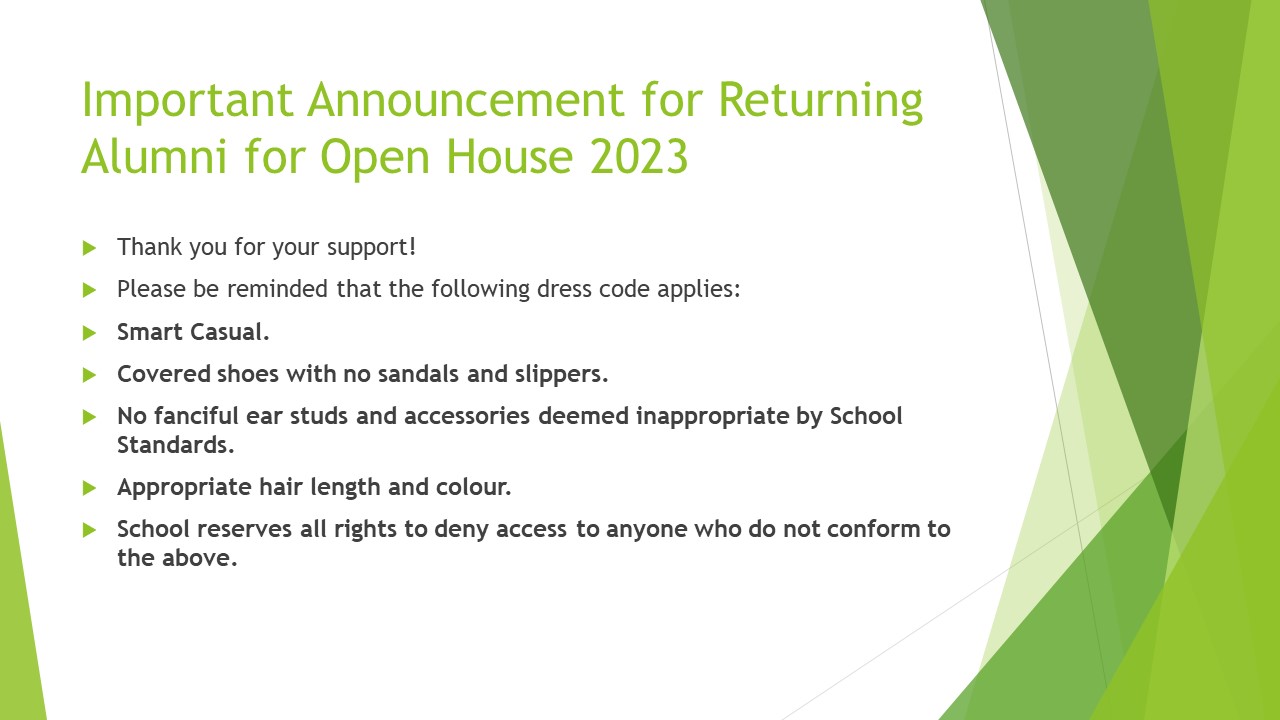 Important Announcement for Returning
Alumni for Open House 2023
Thank you for your support!
Please be reminded that the following dress code applies:
Smart Casual.
Covered shoes with no sandals and slippers.
No fanciful ear studs and accessories deemed inappropriate by School
Standards.
Appropriate hair length and colour.
School reserves all rights to deny access to anyone who do not conform to
the above.